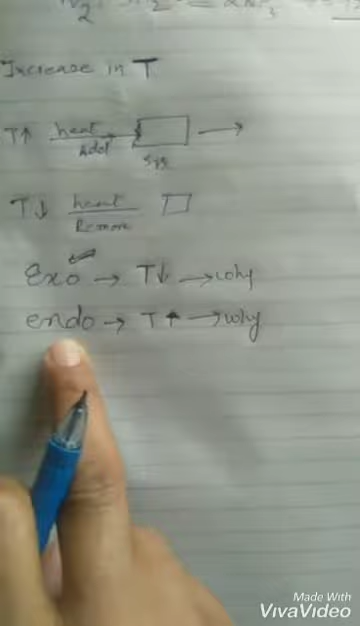 Increase in T
T↑ heat Add → sys →
T↓ heat Remove
Exo → T↓ → why
endo → T↑ → why
Made With
VivaVideo